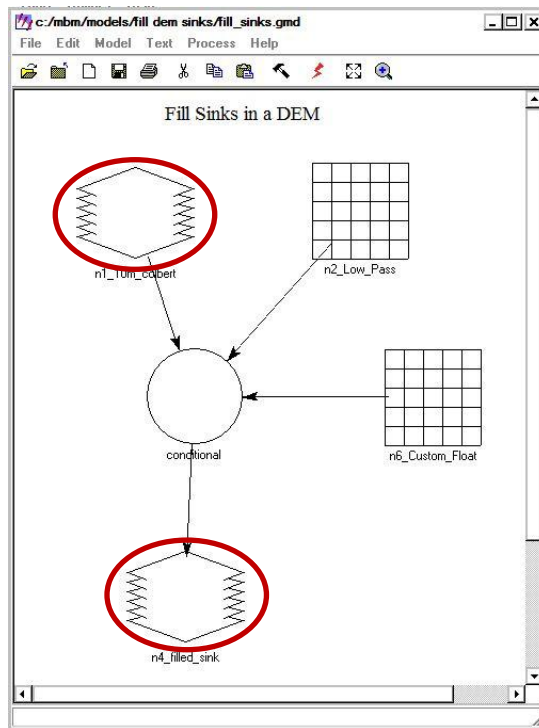 c:/mbm/models/fill dem sinks/fill_sinks.gmd
File Edit Model Text Process Help
Fill Sinks in a DEM
n1_10m_colbert
n2_Low_Pass
conditional
n6_Custom_Float
n4_filled_sink